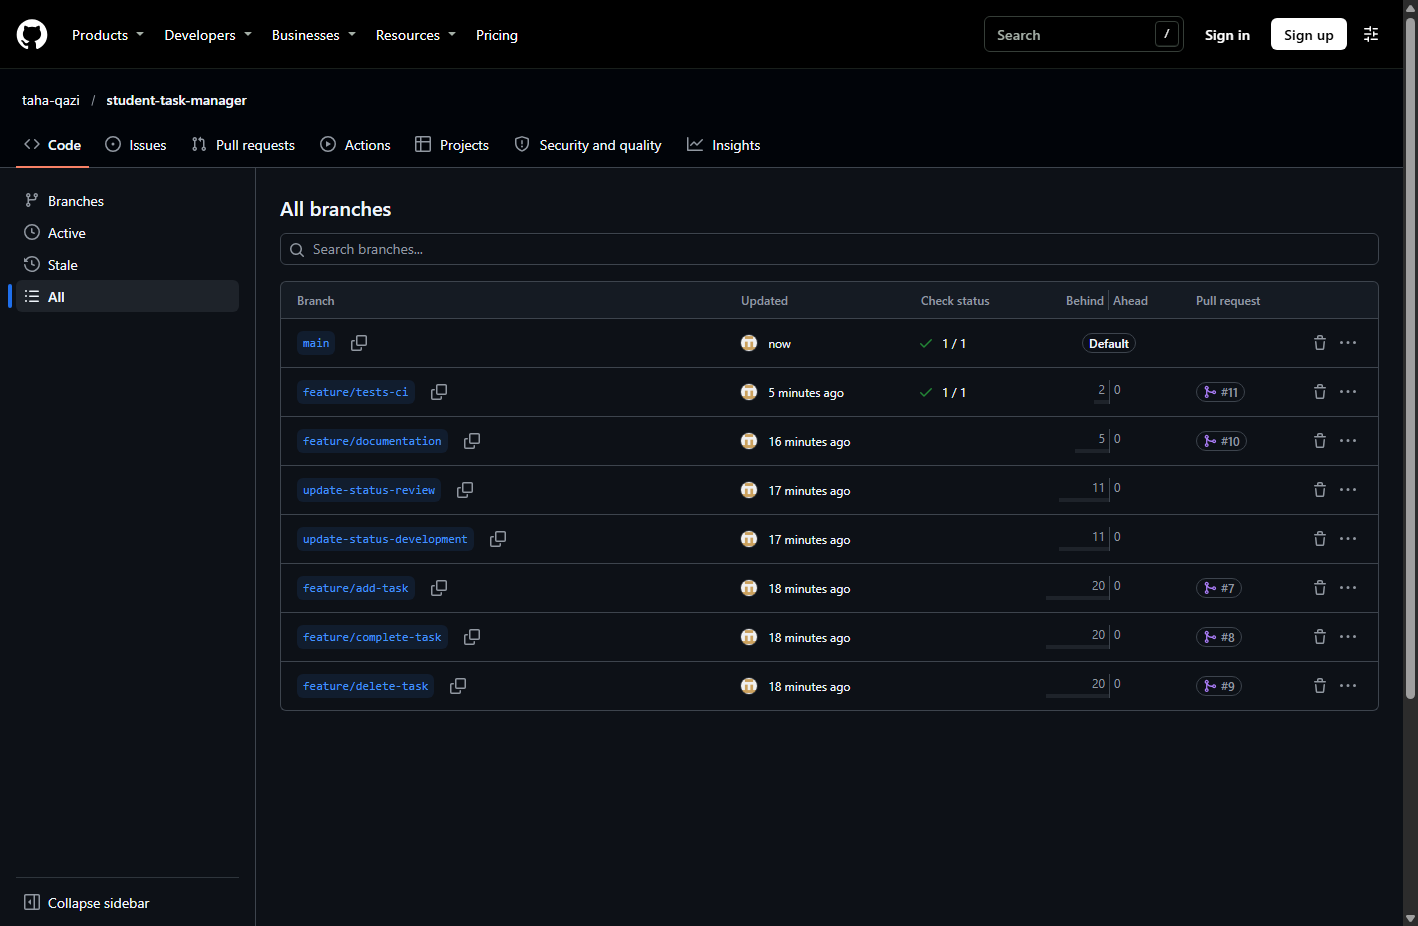 Products Developers Businesses Resources Pricing Search / Sign in Sign up
taha-qazi / student-task-manager
Code Issues Pull requests Actions Projects Security and quality Insights
Branches
Active
Stale
All
All branches
Search branches...
Branch Updated Check status Behind Ahead Pull request
main now 1 / 1 Default
feature/tests-ci 5 minutes ago 1 / 1 2 0 #11
feature/documentation 16 minutes ago 5 0 #10
update-status-review 17 minutes ago 11 0
update-status-development 17 minutes ago 11 0
feature/add-task 18 minutes ago 20 0 #7
feature/complete-task 18 minutes ago 20 0 #8
feature/delete-task 18 minutes ago 20 0 #9
Collapse sidebar